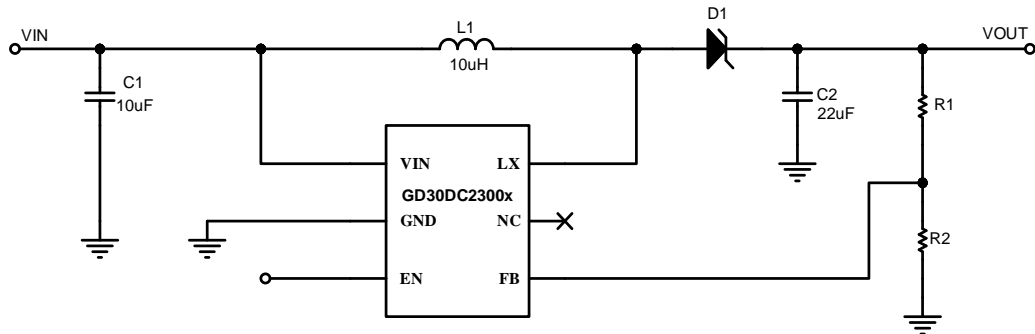 D1
VIN
L1
VOUT
10uH
C1
10uF
C2
22uF
R1
VIN
LX
GD30DC2300x
GND
NC
R2
EN
FB